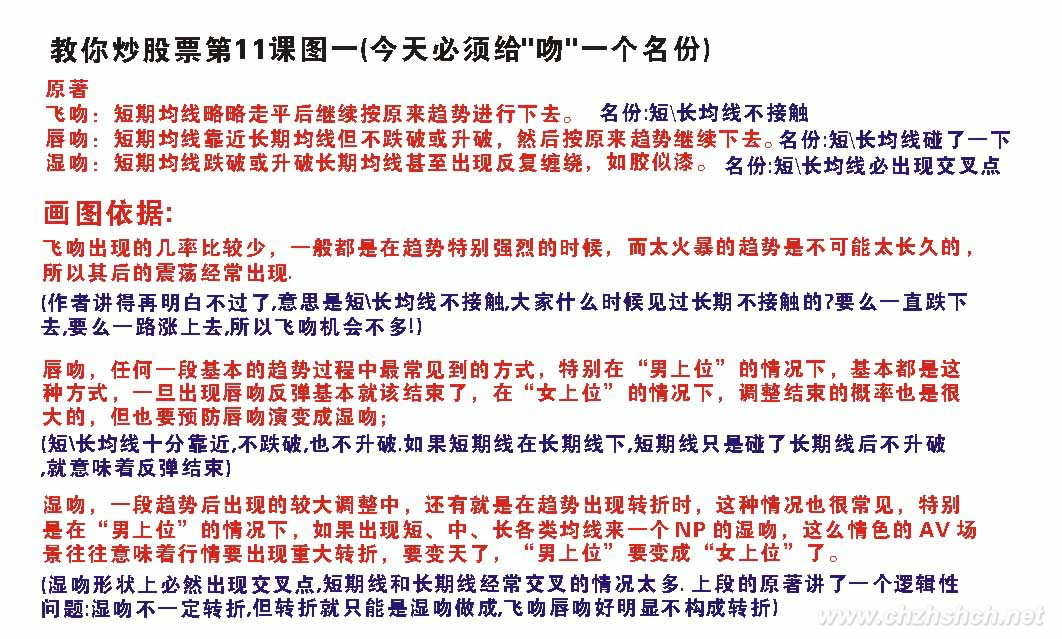 教你炒股票第11课图一(今天必须给"吻"一个名份)
原著
飞吻：短期均线略略走平后继续按原来趋势进行下去。 名份:短\长均线不接触
唇吻：短期均线靠近长期均线但不跌破或升破，然后按原来趋势继续下去。名份:短\长均线碰了一下
湿吻：短期均线跌破或升破长期均线甚至出现反复缠绕，如胶似漆。 名份:短\长均线必出现交叉点
画图依据:
飞吻出现的几率比较少，一般都是在趋势特别强烈的时候，而太火暴的趋势是不可能太长久的，
所以其后的震荡经常出现.
(作者讲得再明白不过了,意思是短\长均线不接触,大家什么时候见过长期不接触的?要么一直跌下
去,要么一路涨上去,所以飞吻机会不多!)
唇吻，任何一段基本的趋势过程中最常见到的方式，特别在“男上位”的情况下，基本都是这
种方式，一旦出现唇吻反弹基本就该结束了，在“女上位”的情况下，调整结束的概率也是很
大的，但也要预防唇吻演变成湿吻；
(短\长均线十分靠近,不跌破,也不升破.如果短期线在长期线下,短期线只是碰了长期线后不升破
,就意味着反弹结束)
湿吻，一段趋势后出现的较大调整中，还有就是在趋势出现转折时，这种情况也很常见，特别
是在“男上位”的情况下，如果出现短、中、长各类均线来一个NP的湿吻，这么情色的AV场
景往往意味着行情要出现重大转折，要变天了，“男上位”要变成“女上位”了。
(湿吻形状上必然出现交叉点,短期线和长期线经常交叉的情况太多. 上段的原著讲了一个逻辑性
问题:湿吻不一定转折,但转折就只能是湿吻做成,飞吻唇吻好明显不构成转折)
www.chzhshch.net